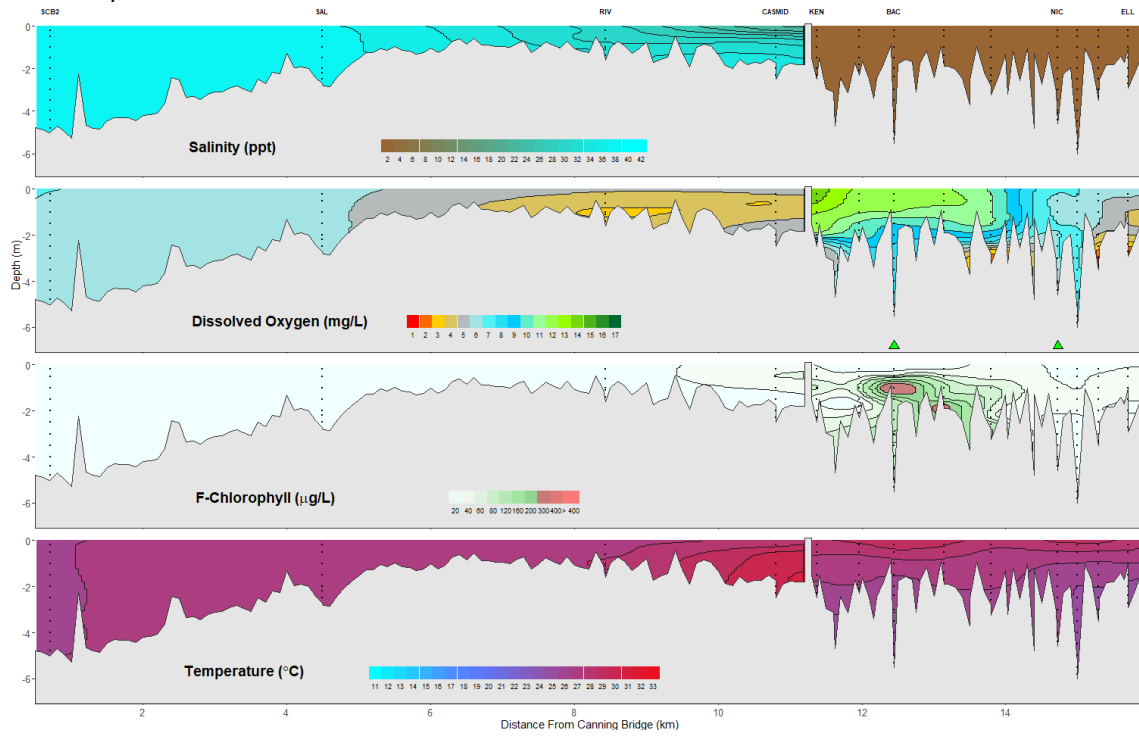 SCB2 SAL RIV CASMID KEN BAC NIC ELL
0
-2
-4
-6
Salinity (ppt)
2 4 6 8 10 12 14 16 18 20 22 24 26 28 30 32 34 36 38 40 42
0
-2
-4
-6
Dissolved Oxygen (mg/L)
1 2 3 4 5 6 7 8 9 10 11 12 13 14 15 16 17
Depth (m)
0
-2
-4
-6
F-Chlorophyll (μg/L)
20 40 60 80 120 160 200 300 400 > 400
0
-2
-4
-6
Temperature (°C)
11 12 13 14 15 16 17 18 19 20 21 22 23 24 25 26 27 28 29 30 31 32 33
2 4 6 8 10 12 14
Distance From Canning Bridge (km)